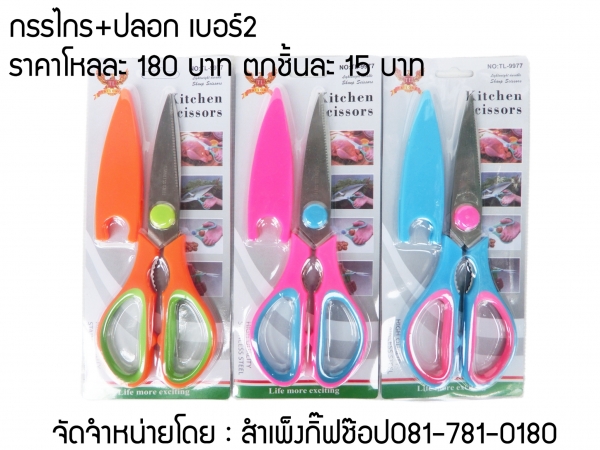 กรรไกร+ปลอก เบอร์2
ราคาโหลละ 180 บาท ตกชิ้นละ 15 บาท
NO:TL-9977
Sharp Scissors
Kitchen
Scissors
Kitchen
cissors
Kitchen
cissors
Life more exciting
Life more exciting
Life more exciting
จัดจำหน่ายโดย : สำเพ็งกิ๊ฟช๊อป081-781-0180